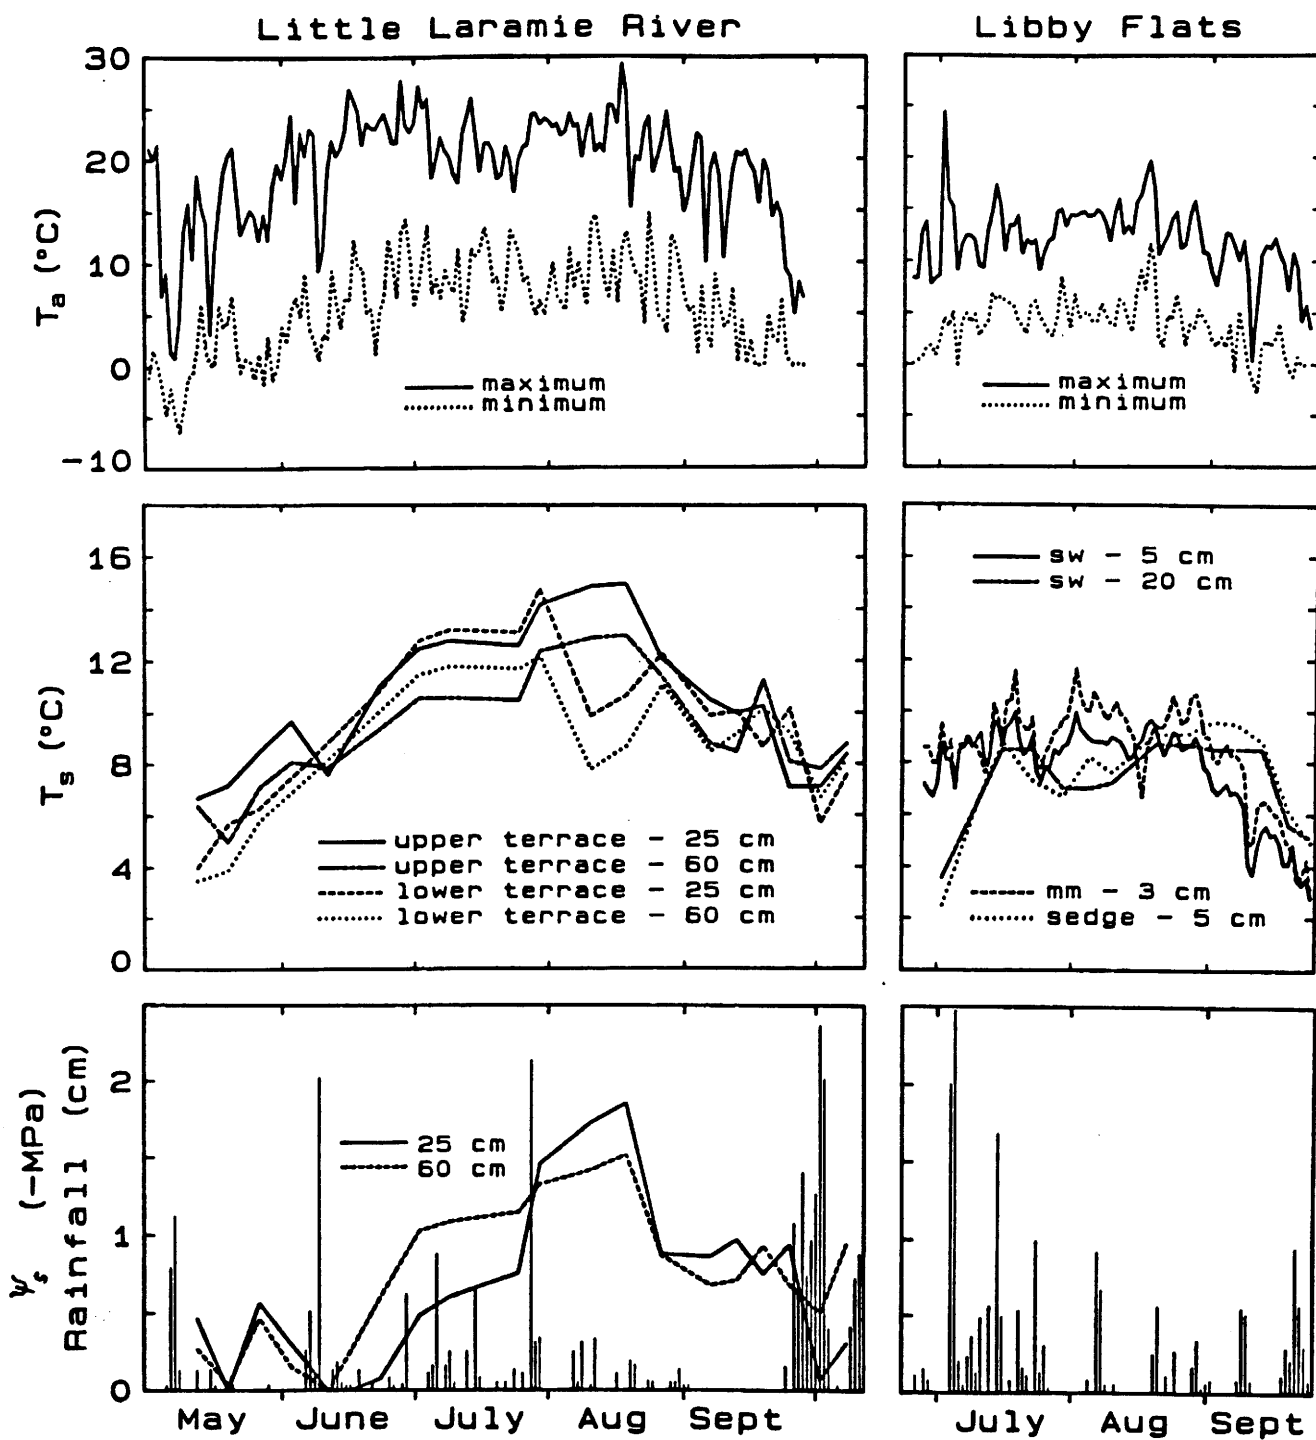 Little Laramie River
Libby Flats
30
20
10
0
-10
Ta (°C)
maximum
minimum
maximum
minimum
16
12
8
4
0
Ts (°C)
upper terrace - 25 cm
upper terrace - 60 cm
lower terrace - 25 cm
lower terrace - 60 cm
sw - 5 cm
sw - 20 cm
mm - 3 cm
sedge - 5 cm
2
1
0
Ψs (-MPa)
Rainfall (cm)
25 cm
60 cm
May June July Aug Sept
July Aug Sept